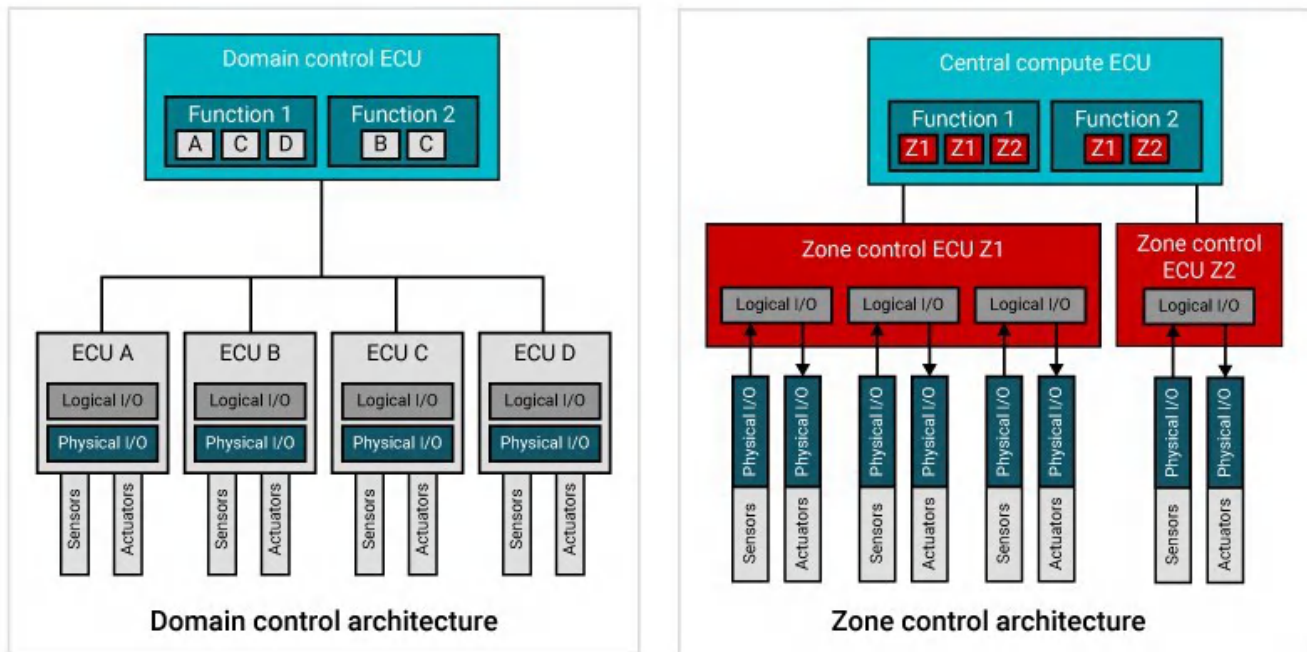 Domain control ECU
Function 1
A C D
Function 2
B C
ECU A
Logical I/O
Physical I/O
Sensors
Actuators
ECU B
Logical I/O
Physical I/O
Sensors
Actuators
ECU C
Logical I/O
Physical I/O
Sensors
Actuators
ECU D
Logical I/O
Physical I/O
Sensors
Actuators
Domain control architecture
Central compute ECU
Function 1
Z1 Z1 Z2
Function 2
Z1 Z2
Zone control ECU Z1
Logical I/O
Physical I/O
Sensors
Physical I/O
Actuators
Logical I/O
Physical I/O
Sensors
Physical I/O
Actuators
Logical I/O
Physical I/O
Sensors
Physical I/O
Actuators
Zone control
ECU Z2
Logical I/O
Physical I/O
Sensors
Physical I/O
Actuators
Zone control architecture